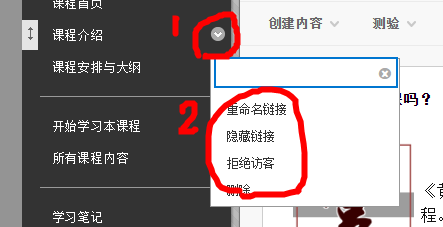 课程首页
课程介绍
课程安排与大纲
开始学习本课程
所有课程内容
学习笔记
1
2
重命名链接
隐藏链接
拒绝访客
删除
创建内容
测验
吗？
《
程。